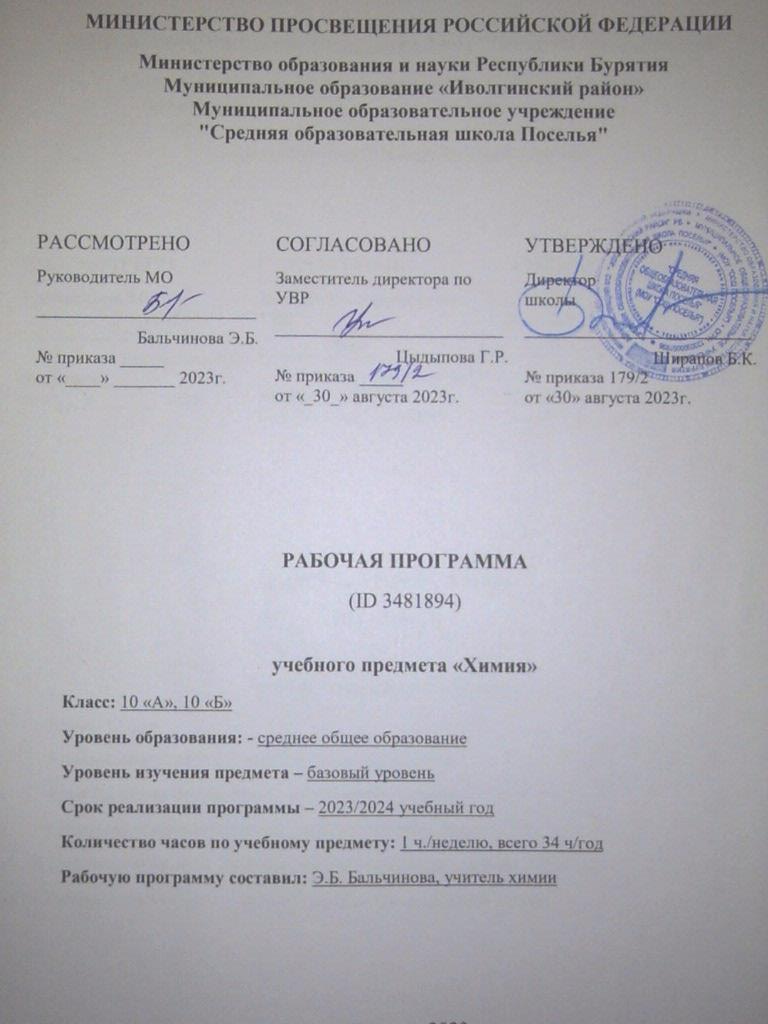 МИНИСТЕРСТВО ПРОСВЕЩЕНИЯ РОССИЙСКОЙ ФЕДЕРАЦИИ
Министерство образования и науки Республики Бурятия
Муниципальное образование «Иволгинский район»
Муниципальное образовательное учреждение
"Средняя образовательная школа Поселья"
РАССМОТРЕНО
Руководитель МО
Бальчинова Э.Б.
№ приказа _____
от «____» _______ 2023г.
СОГЛАСОВАНО
Заместитель директора по
УВР
Цыдыпова Г.Р.
№ приказа 179/2
от «_30_» августа 2023г.
УТВЕРЖДЕНО
Директор
школы
Ширапов Б.К.
№ приказа 179/2
от «30» августа 2023г.
РАБОЧАЯ ПРОГРАММА
(ID 3481894)
учебного предмета «Химия»
Класс: 10 «А», 10 «Б»
Уровень образования: - среднее общее образование
Уровень изучения предмета – базовый уровень
Срок реализации программы – 2023/2024 учебный год
Количество часов по учебному предмету: 1 ч./неделю, всего 34 ч/год
Рабочую программу составил: Э.Б. Бальчинова, учитель химии